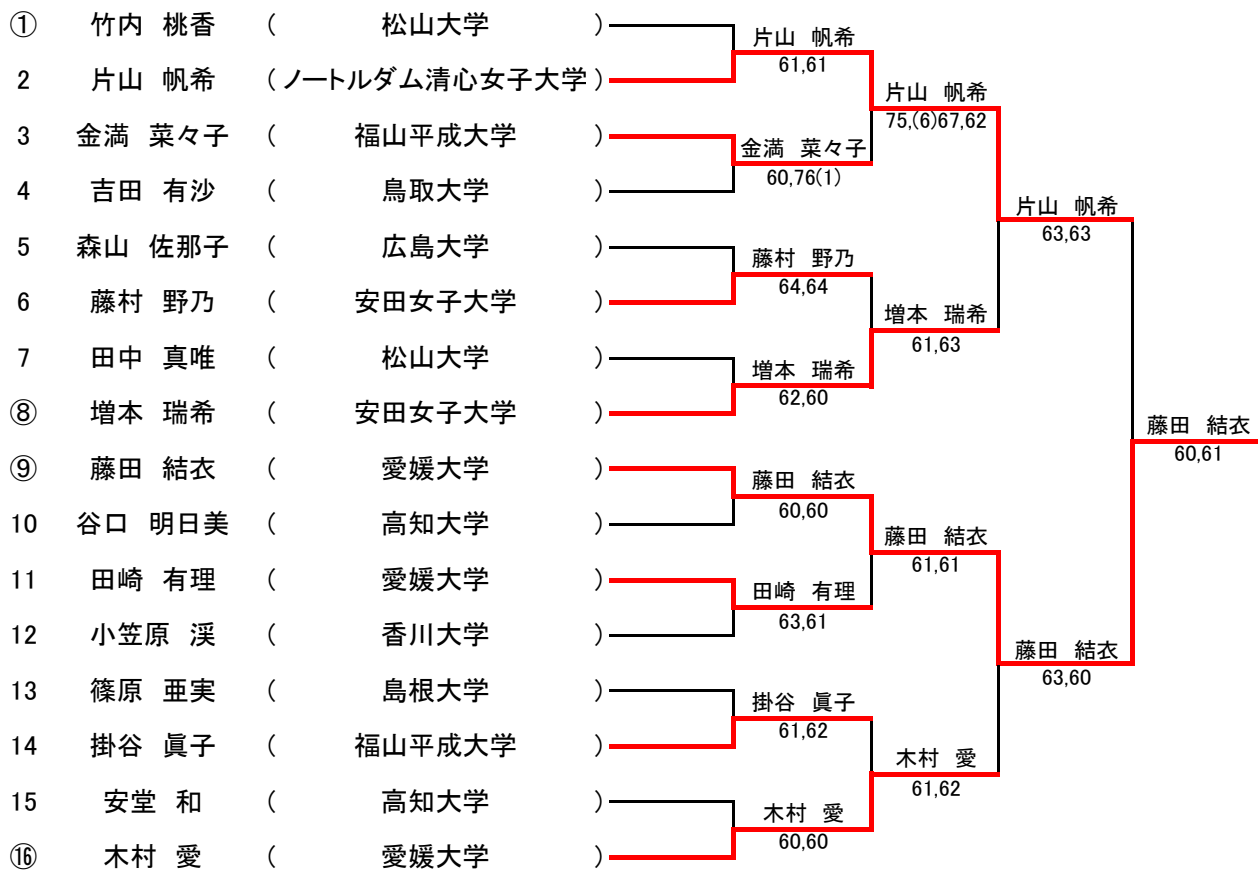 ① 竹内 桃香 ( 松山大学 )
片山 帆希
61,61
2 片山 帆希 ( ノートルダム清心女子大学 )
片山 帆希
75,(6)67,62
3 金満 菜々子 ( 福山平成大学 )
金満 菜々子
60,76(1)
4 吉田 有沙 ( 鳥取大学 )
片山 帆希
63,63
5 森山 佐那子 ( 広島大学 )
藤村 野乃
64,64
6 藤村 野乃 ( 安田女子大学 )
増本 瑞希
61,63
7 田中 真唯 ( 松山大学 )
増本 瑞希
62,60
⑧ 増本 瑞希 ( 安田女子大学 )
藤田 結衣
60,61
⑨ 藤田 結衣 ( 愛媛大学 )
藤田 結衣
60,60
10 谷口 明日美 ( 高知大学 )
藤田 結衣
61,61
11 田崎 有理 ( 愛媛大学 )
田崎 有理
63,61
12 小笠原 渓 ( 香川大学 )
藤田 結衣
63,60
13 篠原 亜実 ( 島根大学 )
掛谷 眞子
61,62
14 掛谷 眞子 ( 福山平成大学 )
木村 愛
61,62
15 安堂 和 ( 高知大学 )
木村 愛
60,60
⑯ 木村 愛 ( 愛媛大学 )